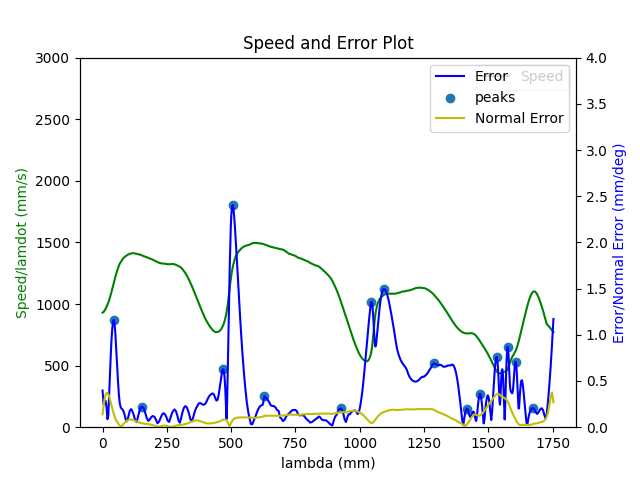 Speed and Error Plot
3000
2500
2000
1500
1000
500
0
Speed/lamdot (mm/s)
4.0
3.5
3.0
2.5
2.0
1.5
1.0
0.5
0.0
Error/Normal Error (mm/deg)
Error
Speed
peaks
Normal Error
0 250 500 750 1000 1250 1500 1750
lambda (mm)